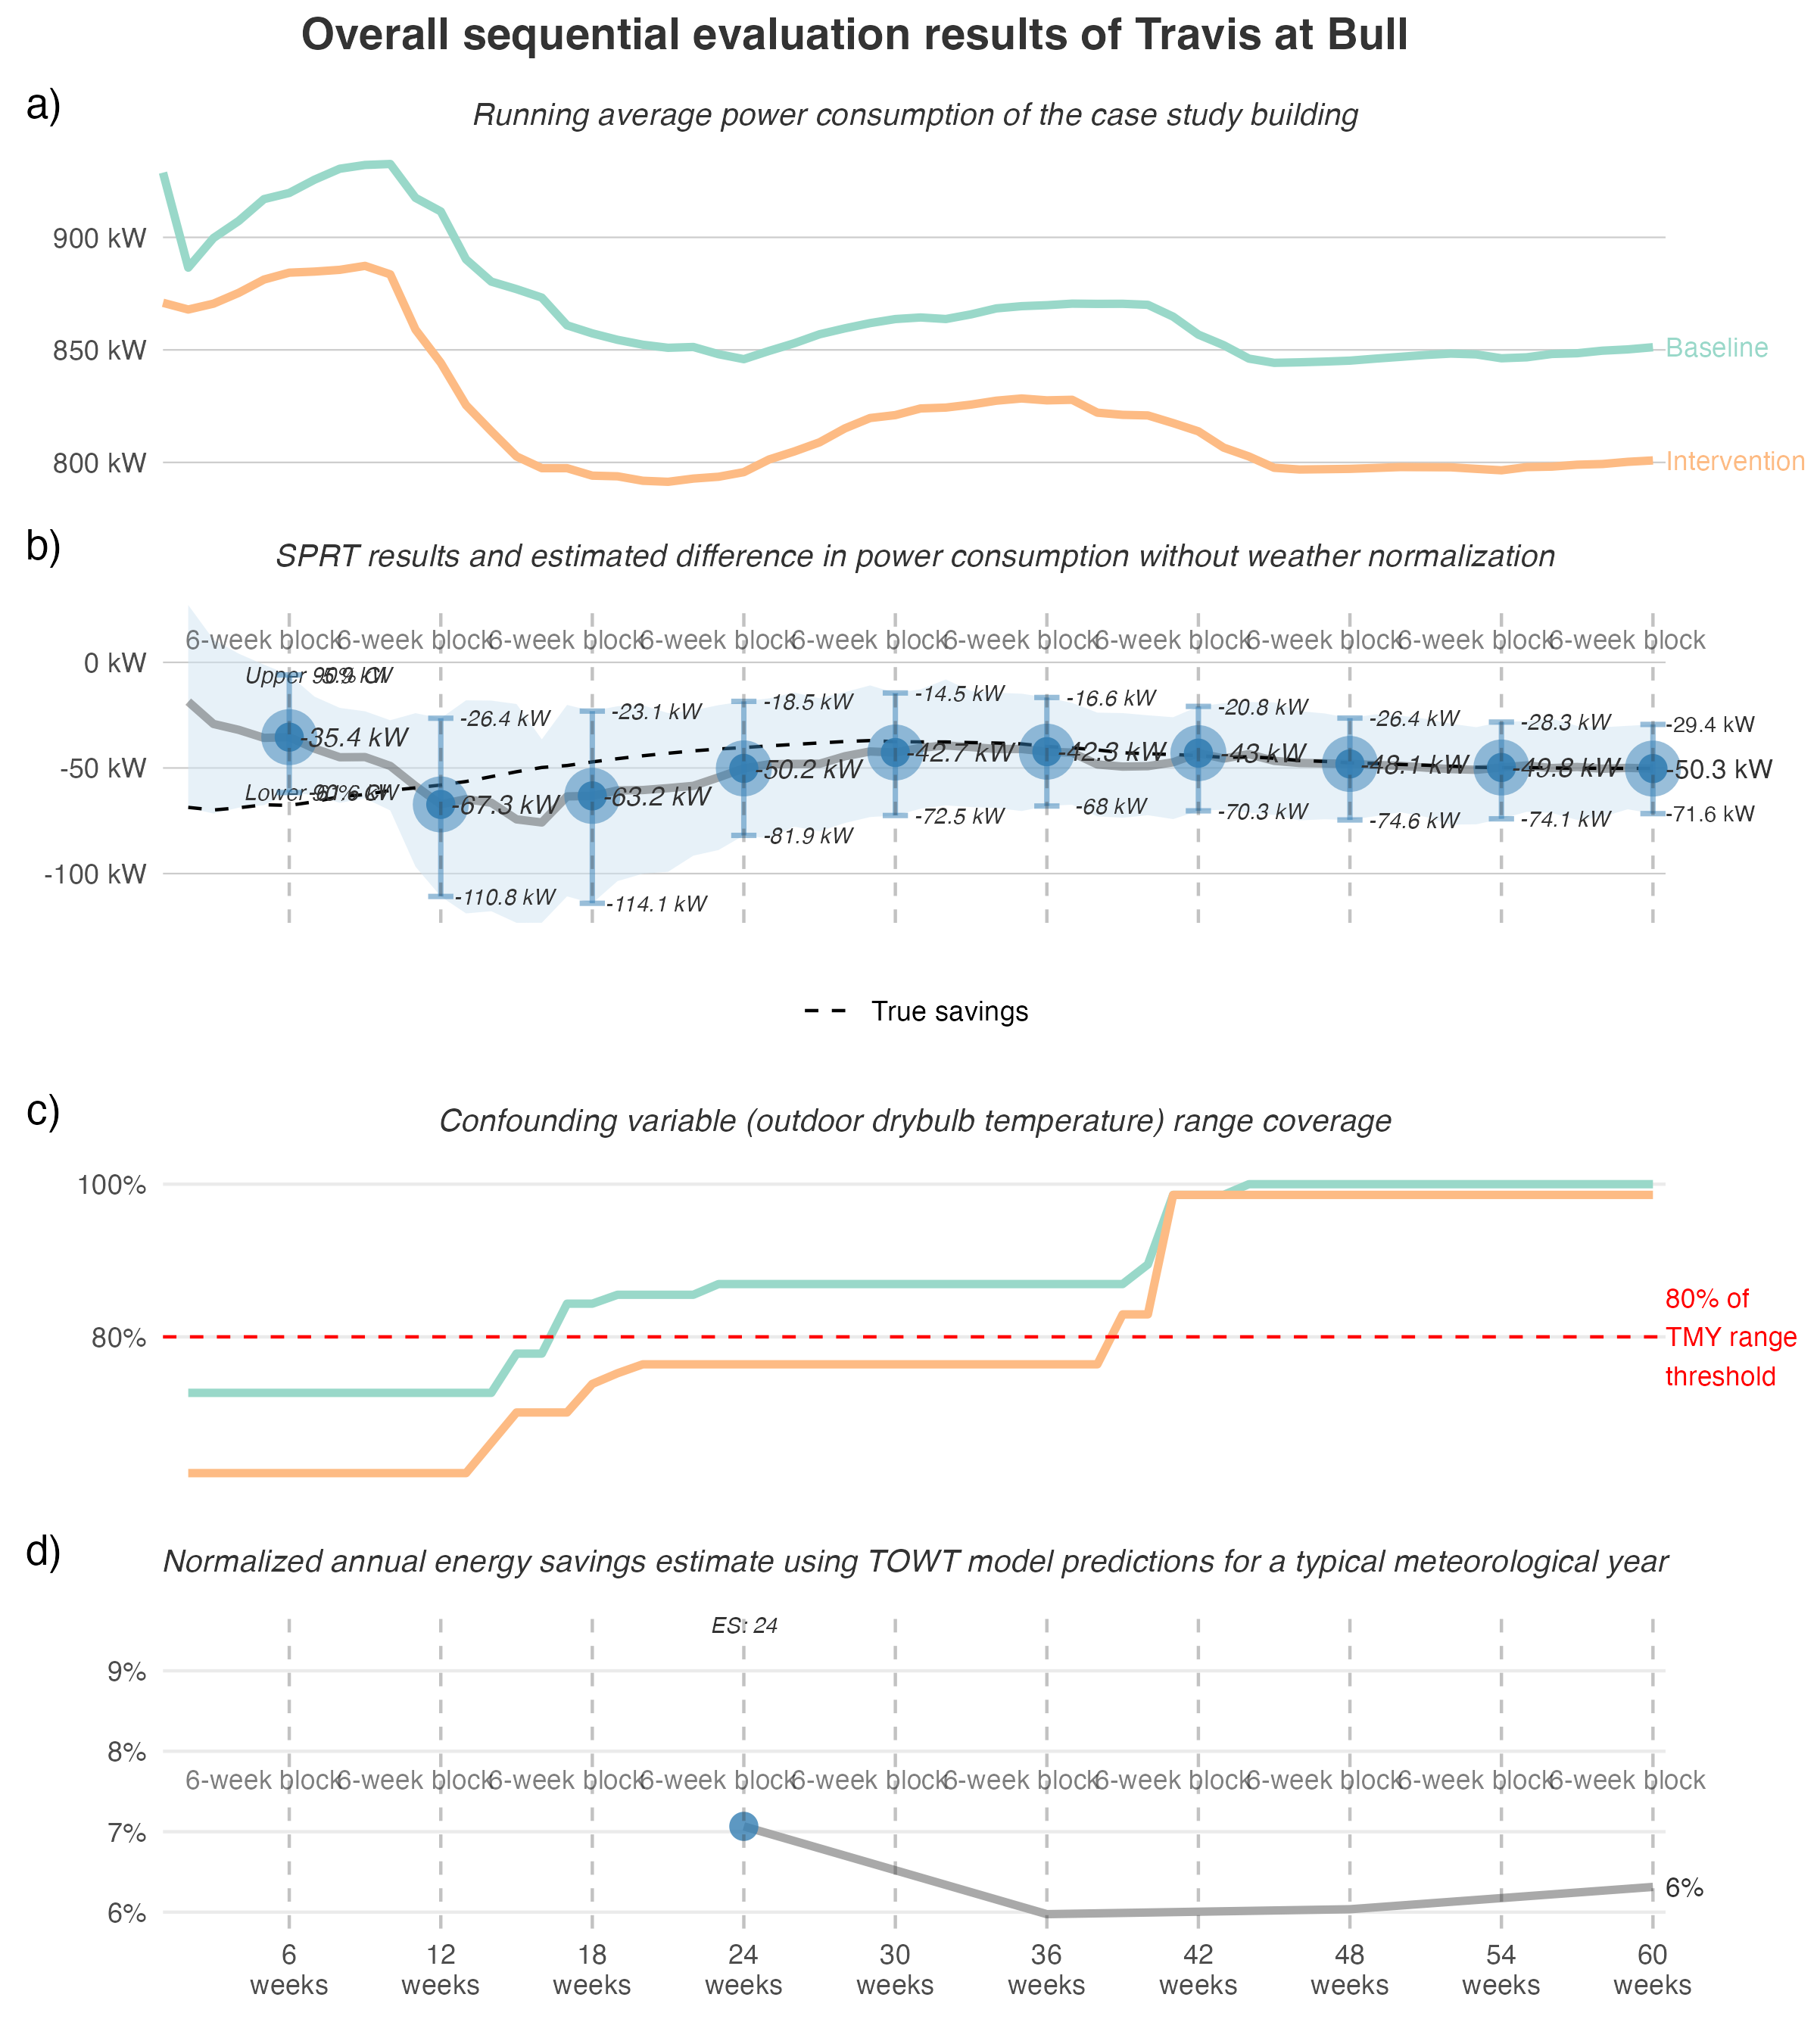 Overall sequential evaluation results of Travis at Bull
a)
Running average power consumption of the case study building
900 kW
850 kW
800 kW
Baseline
Intervention
b)
SPRT results and estimated difference in power consumption without weather normalization
6-week block 6-week block 6-week block 6-week block 6-week block 6-week block 6-week block 6-week block 6-week block 6-week block
0 kW
-50 kW
-100 kW
Upper 90% CI
-26.4 kW
-23.1 kW
-18.5 kW
-14.5 kW
-16.6 kW
-20.8 kW
-26.4 kW
-28.3 kW
-29.4 kW
-35.4 kW
-67.3 kW
-63.2 kW
-50.2 kW
-42.7 kW
-42.3 kW
-43 kW
-48.1 kW
-49.8 kW
-50.3 kW
Lower 90% CI
-110.8 kW
-114.1 kW
-81.9 kW
-72.5 kW
-68 kW
-70.3 kW
-74.6 kW
-74.1 kW
-71.6 kW
True savings
c)
Confounding variable (outdoor drybulb temperature) range coverage
100%
80%
80% of
TMY range
threshold
d)
Normalized annual energy savings estimate using TOWT model predictions for a typical meteorological year
ES: 24
9%
8%
6-week block 6-week block 6-week block 6-week block 6-week block 6-week block 6-week block 6-week block 6-week block 6-week block
7%
6%
6%
6 weeks
12 weeks
18 weeks
24 weeks
30 weeks
36 weeks
42 weeks
48 weeks
54 weeks
60 weeks